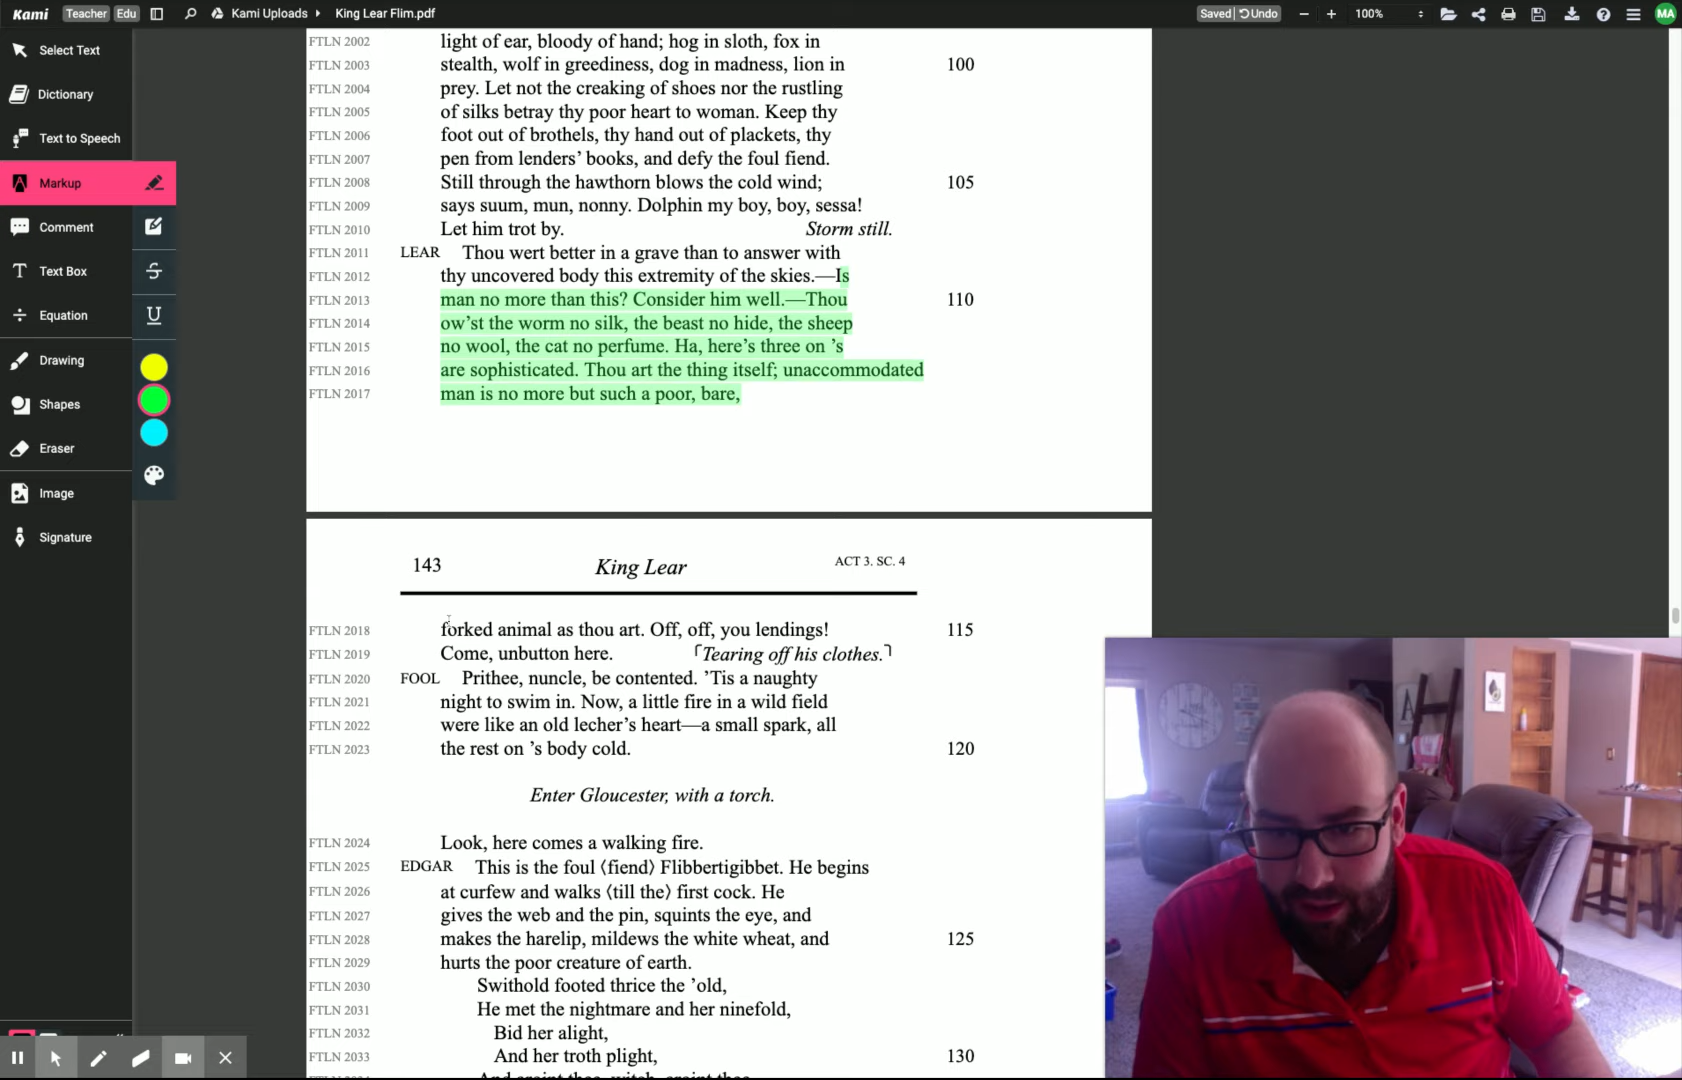 Kami
Teacher
Edu
Kami Uploads
King Lear Flim.pdf
Saved
Undo
100%
MA
Select Text
Dictionary
Text to Speech
Markup
Comment
Text Box
Equation
Drawing
Shapes
Eraser
Image
Signature
FTLN 2002 light of ear, bloody of hand; hog in sloth, fox in
FTLN 2003 stealth, wolf in greediness, dog in madness, lion in 100
FTLN 2004 prey. Let not the creaking of shoes nor the rustling
FTLN 2005 of silks betray thy poor heart to woman. Keep thy
FTLN 2006 foot out of brothels, thy hand out of plackets, thy
FTLN 2007 pen from lenders’ books, and defy the foul fiend.
FTLN 2008 Still through the hawthorn blows the cold wind; 105
FTLN 2009 says suum, mun, nonny. Dolphin my boy, boy, sessa!
FTLN 2010 Let him trot by. Storm still.
FTLN 2011 LEAR Thou wert better in a grave than to answer with
FTLN 2012 thy uncovered body this extremity of the skies.—Is
FTLN 2013 man no more than this? Consider him well.—Thou 110
FTLN 2014 ow’st the worm no silk, the beast no hide, the sheep
FTLN 2015 no wool, the cat no perfume. Ha, here’s three on ’s
FTLN 2016 are sophisticated. Thou art the thing itself; unaccommodated
FTLN 2017 man is no more but such a poor, bare,
143 King Lear ACT 3. SC. 4
FTLN 2018 forked animal as thou art. Off, off, you lendings! 115
FTLN 2019 Come, unbutton here. ⌜Tearing off his clothes.⌝
FTLN 2020 FOOL Prithee, nuncle, be contented. ’Tis a naughty
FTLN 2021 night to swim in. Now, a little fire in a wild field
FTLN 2022 were like an old lecher’s heart—a small spark, all
FTLN 2023 the rest on ’s body cold. 120
Enter Gloucester, with a torch.
FTLN 2024 Look, here comes a walking fire.
FTLN 2025 EDGAR This is the foul ⟨fiend⟩ Flibbertigibbet. He begins
FTLN 2026 at curfew and walks ⟨till the⟩ first cock. He
FTLN 2027 gives the web and the pin, squints the eye, and
FTLN 2028 makes the harelip, mildews the white wheat, and 125
FTLN 2029 hurts the poor creature of earth.
FTLN 2030 Swithold footed thrice the ’old,
FTLN 2031 He met the nightmare and her ninefold,
FTLN 2032 Bid her alight,
FTLN 2033 And her troth plight, 130